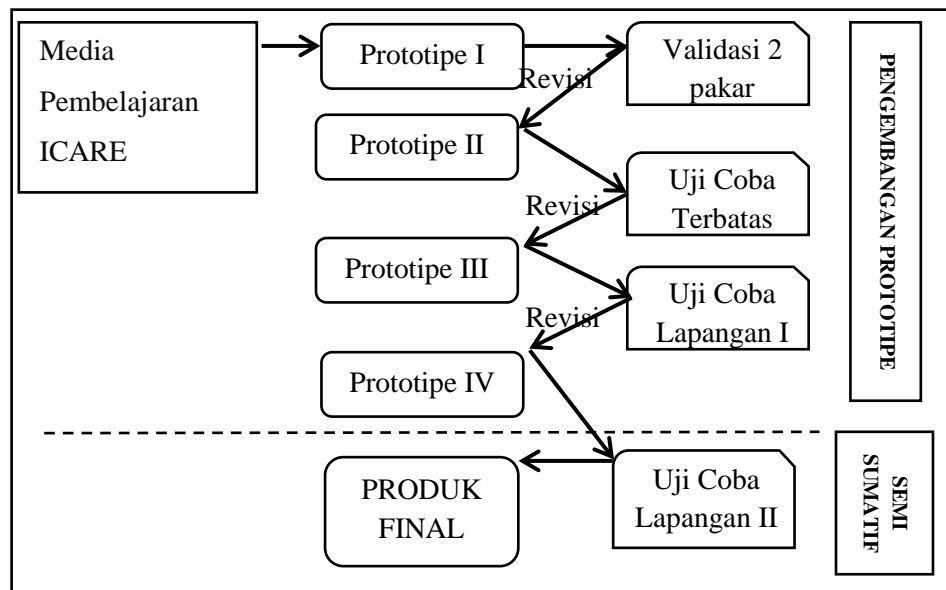 Media
Pembelajaran
ICARE
Prototipe I
Revisi
Validasi 2
pakar
Prototipe II
Revisi
Uji Coba
Terbatas
Prototipe III
Revisi
Uji Coba
Lapangan I
Prototipe IV
PENGEMBANGAN PROTOTIPE
PRODUK
FINAL
Uji Coba
Lapangan II
SEMI
SUMATIF